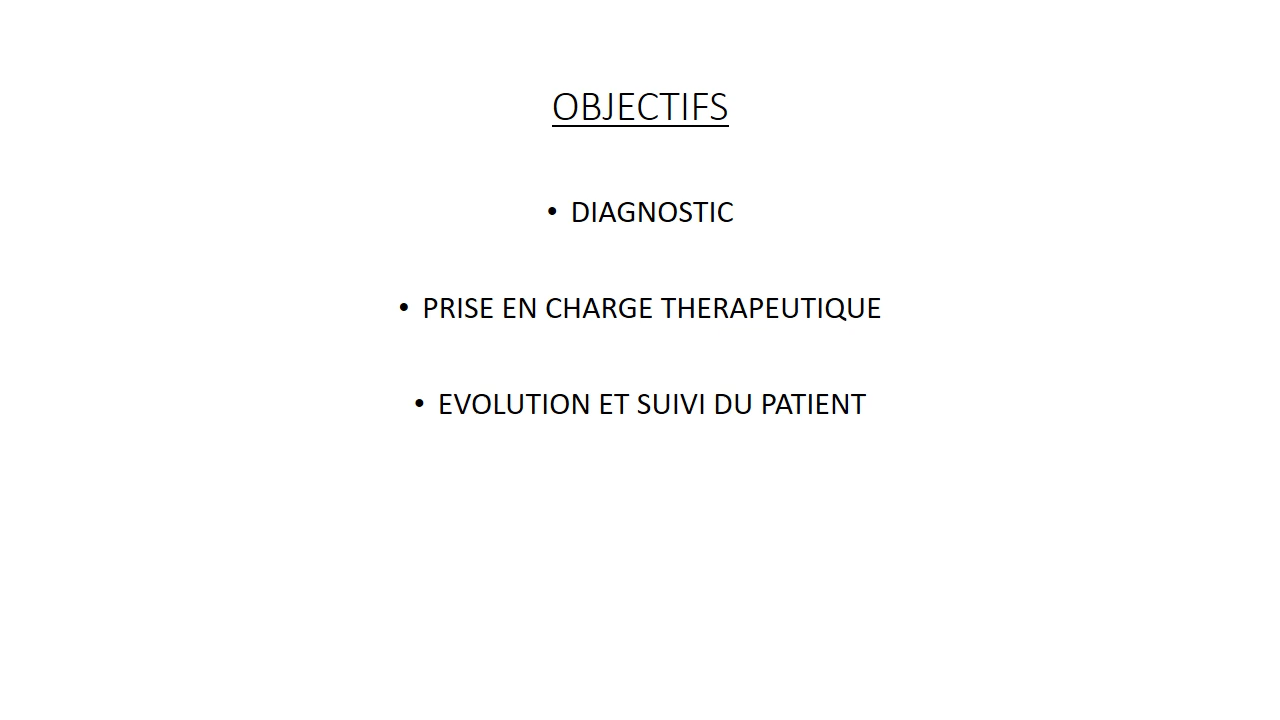 OBJECTIFS
• DIAGNOSTIC
• PRISE EN CHARGE THERAPEUTIQUE
• EVOLUTION ET SUIVI DU PATIENT